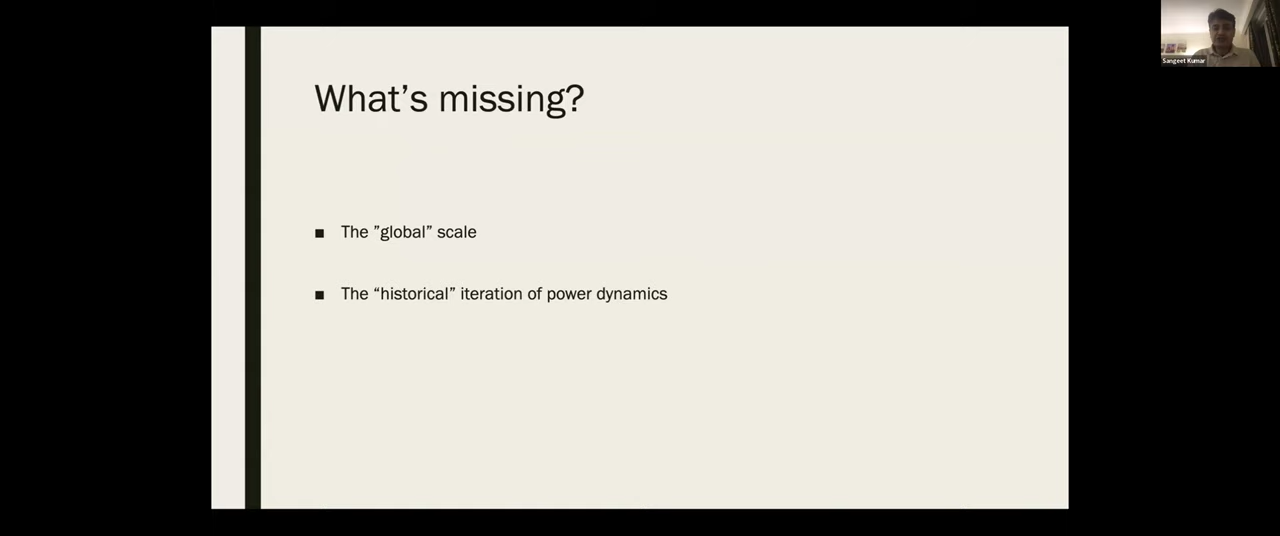 What’s missing?
■ The ”global” scale
■ The “historical” iteration of power dynamics
Sangeet Kumar